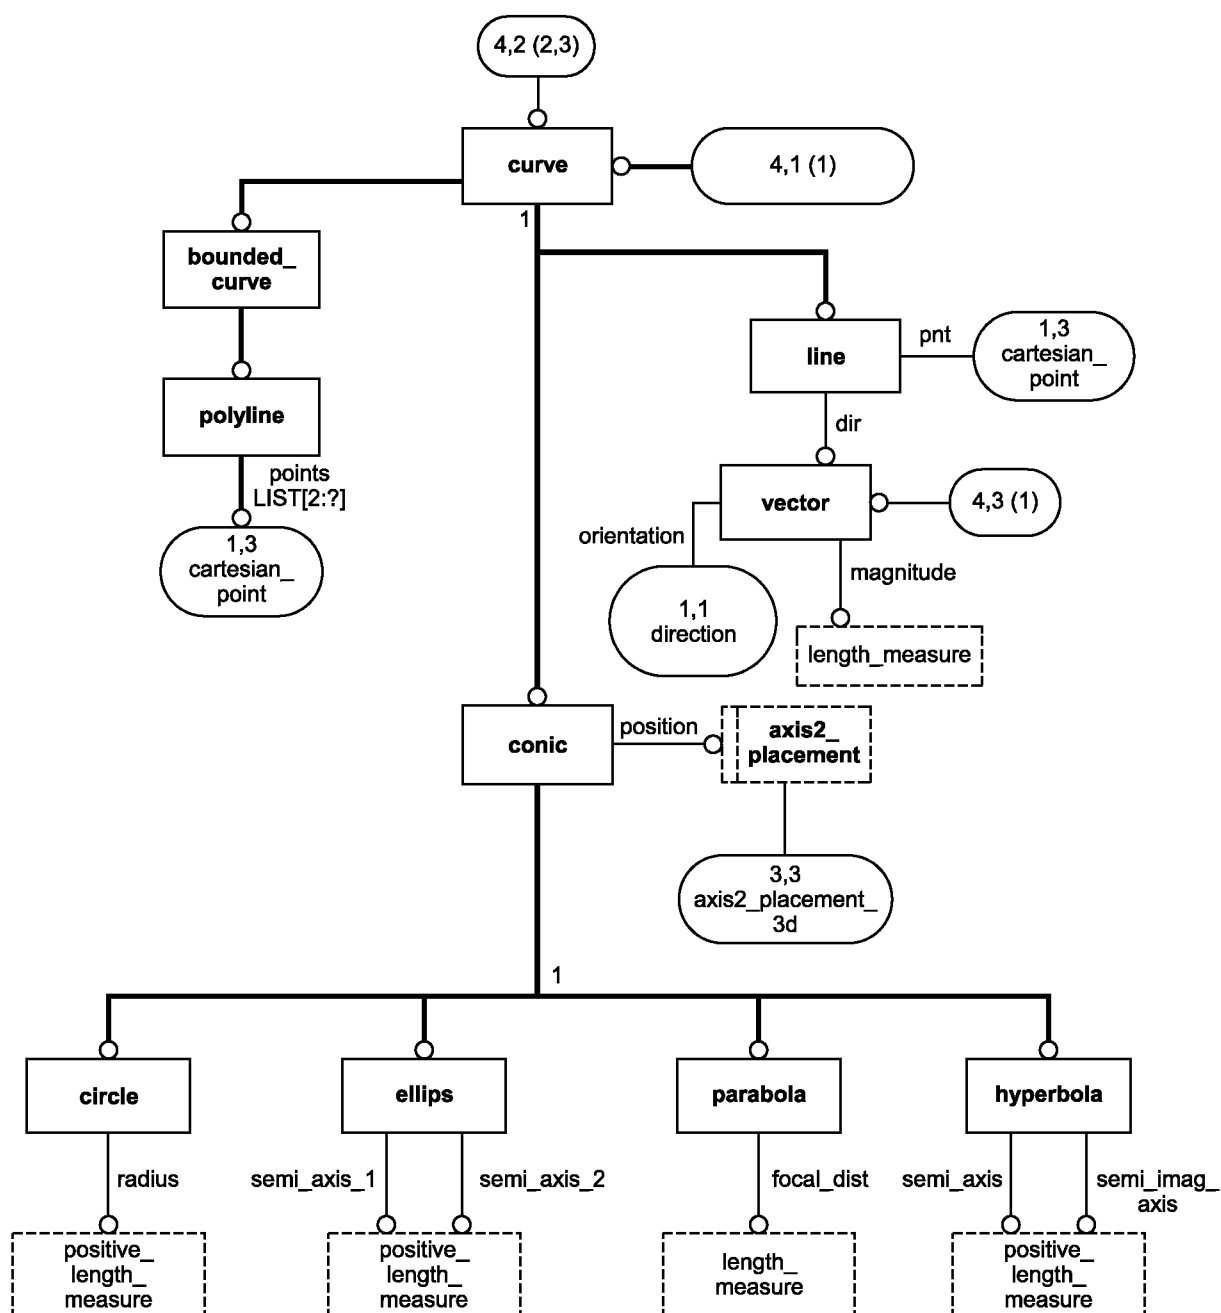 4,2 (2,3)
curve
4,1 (1)
1
bounded_
curve
line
pnt
1,3
cartesian_
point
polyline
dir
points
LIST[2:?]
vector
4,3 (1)
orientation
1,3
cartesian_
point
magnitude
1,1
direction
length_measure
conic
position
axis2_
placement
3,3
axis2_placement_
3d
1
circle
ellips
parabola
hyperbola
radius
semi_axis_1
semi_axis_2
focal_dist
semi_axis
semi_imag_
axis
positive_
length_
measure
positive_
length_
measure
length_
measure
positive_
length_
measure